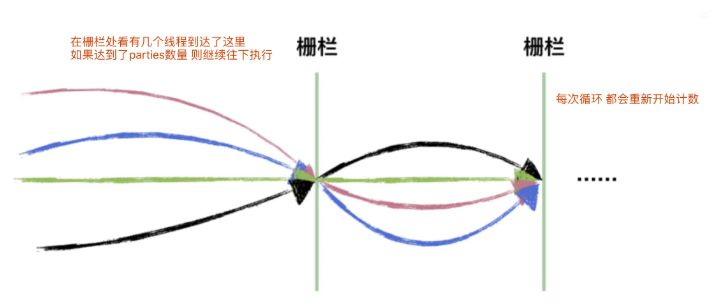 在栅栏处看有几个线程到达了这里
如果达到了parties数量 则继续往下执行
栅栏
栅栏
每次循环 都会重新开始计数
······